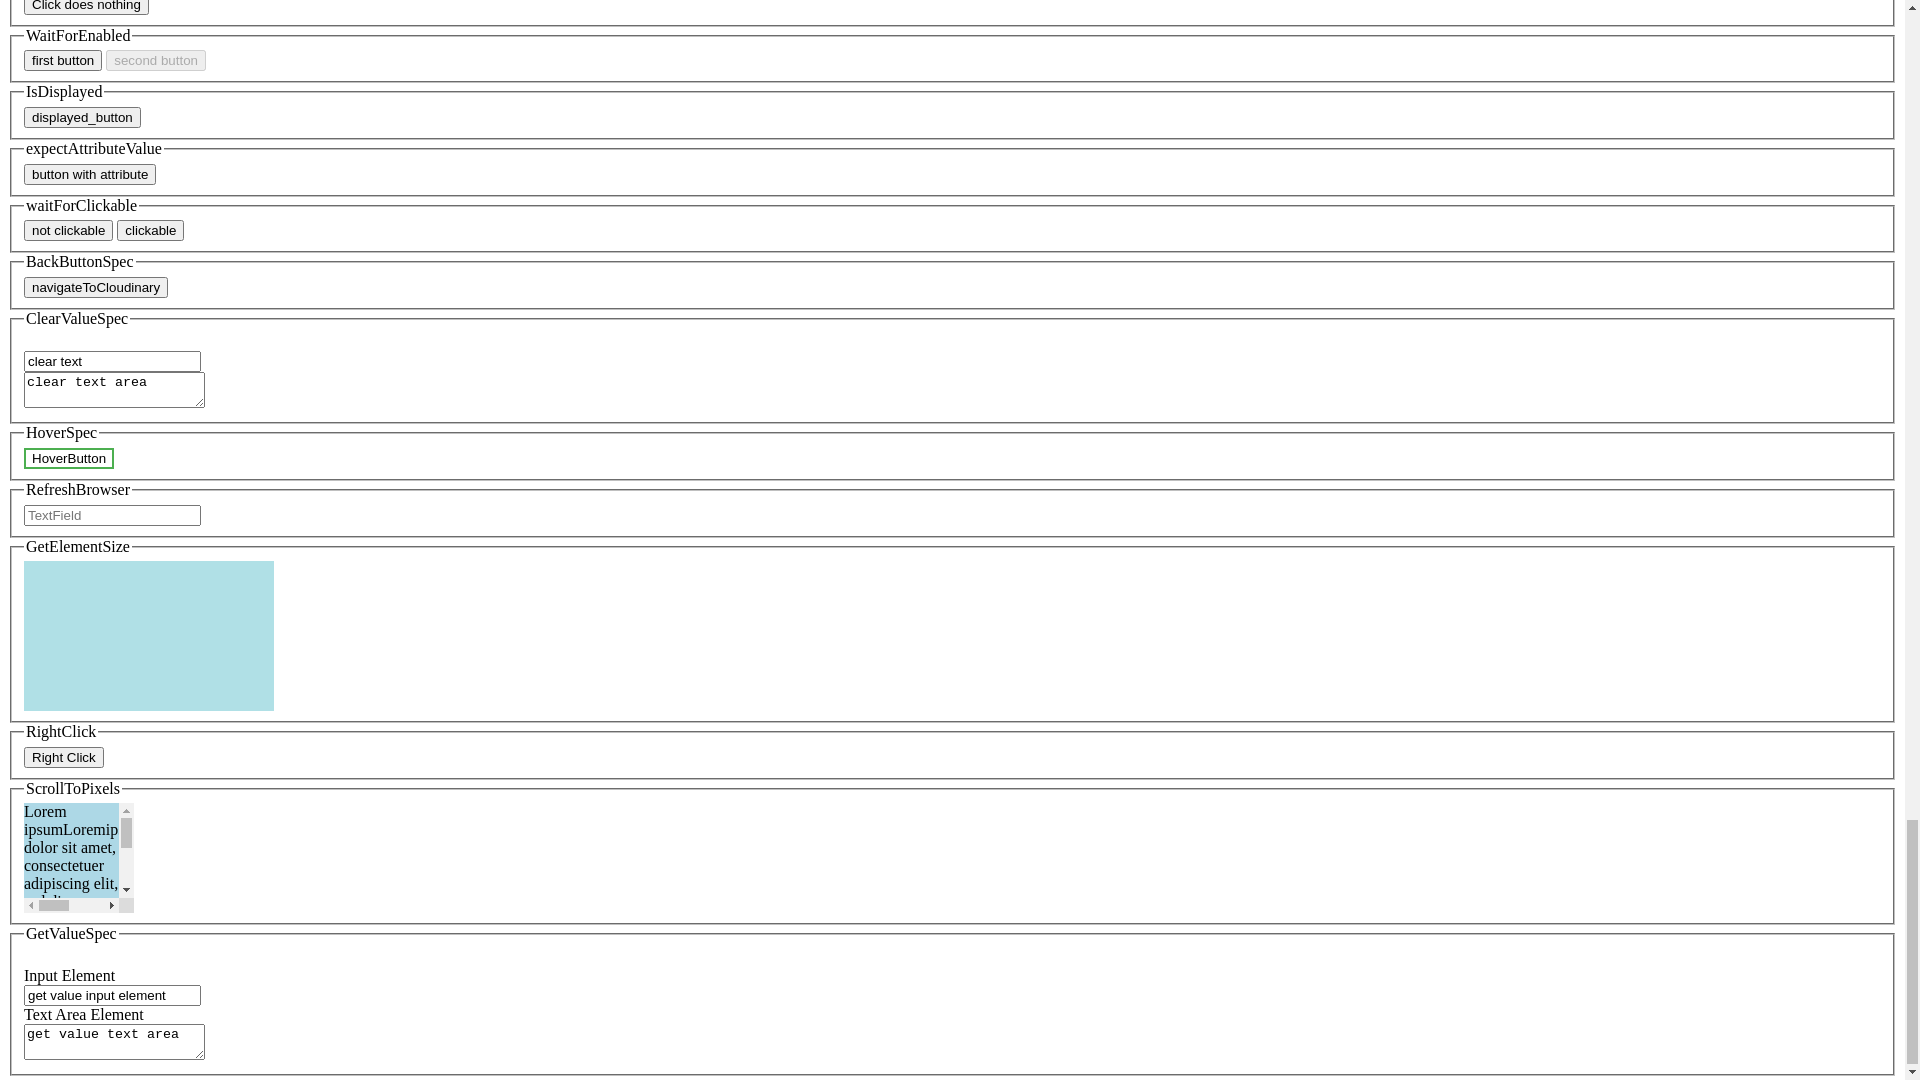 Click does nothing
WaitForEnabled
first button second button
IsDisplayed
displayed_button
expectAttributeValue
button with attribute
waitForClickable
not clickable clickable
BackButtonSpec
navigateToCloudinary
ClearValueSpec
clear text
clear text area
HoverSpec
HoverButton
RefreshBrowser
TextField
GetElementSize
RightClick
Right Click
ScrollToPixels
Lorem
ipsumLoremip
dolor sit amet,
consectetuer
adipiscing elit,
GetValueSpec
Input Element
get value input element
Text Area Element
get value text area